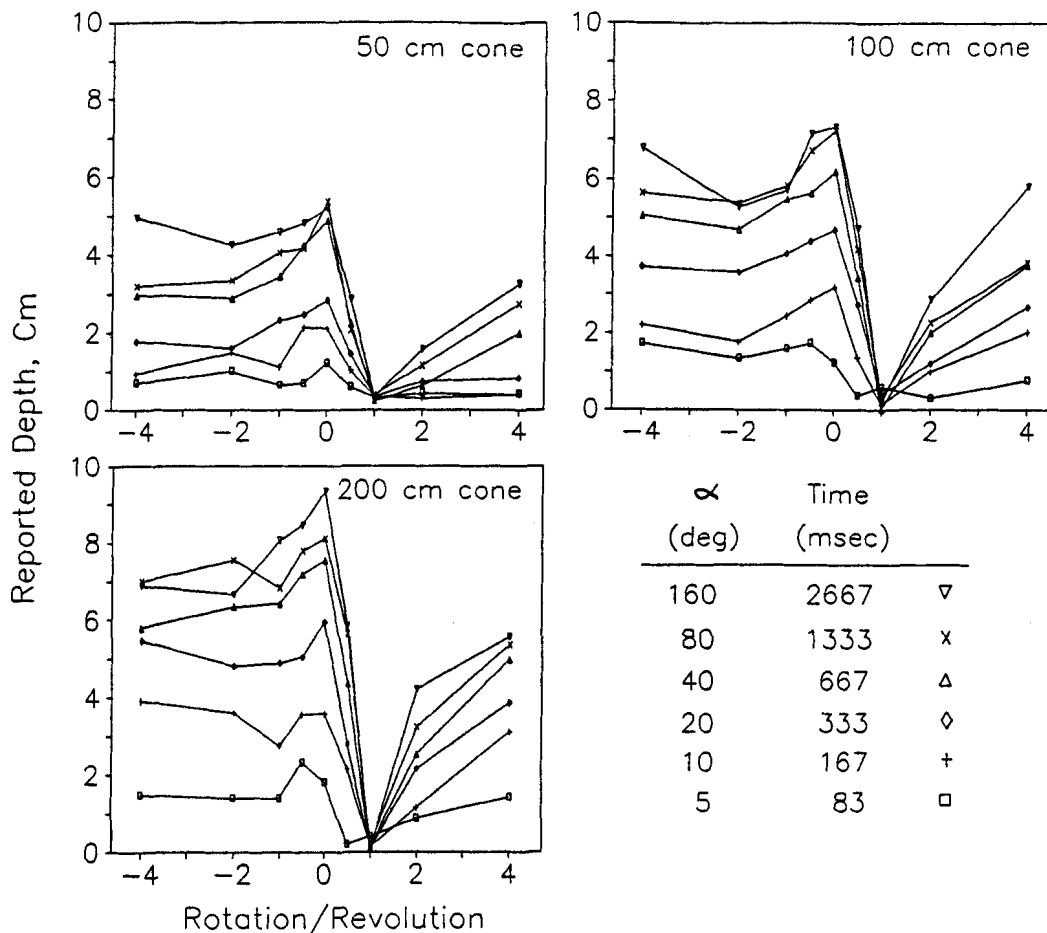 50 cm cone
10
8
6
4
2
0
−4 −2 0 2 4
100 cm cone
10
8
6
4
2
0
−4 −2 0 2 4
200 cm cone
10
8
6
4
2
0
−4 −2 0 2 4
Reported Depth, Cm
Rotation/Revolution
α Time
(deg) (msec)
160 2667 ▽
80 1333 ×
40 667 △
20 333 ◇
10 167 +
5 83 □